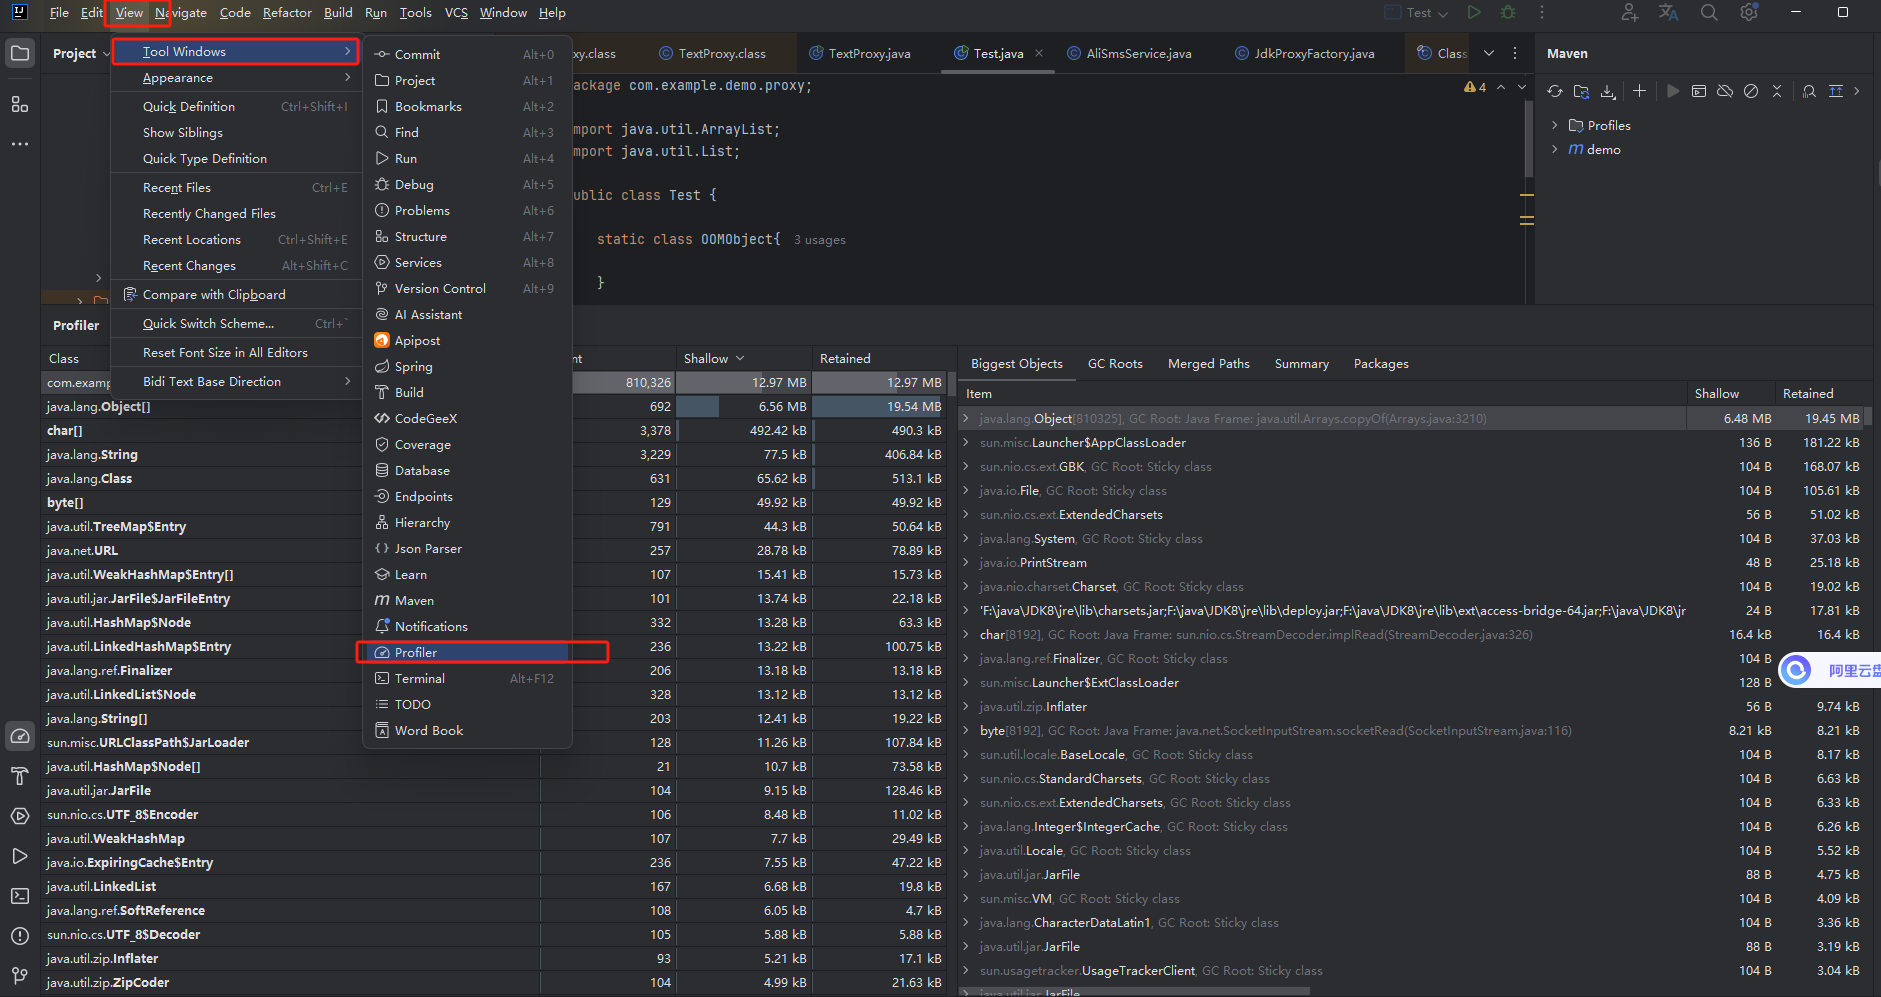 File Edit View Navigate Code Refactor Build Run Tools VCS Window Help
Test
Project
Tool Windows
Appearance
Quick Definition Ctrl+Shift+I
Show Siblings
Quick Type Definition
Recent Files Ctrl+E
Recently Changed Files
Recent Locations Ctrl+Shift+E
Recent Changes Alt+Shift+C
Compare with Clipboard
Quick Switch Scheme... Ctrl+`
Reset Font Size in All Editors
Bidi Text Base Direction
Commit Alt+0
Project Alt+1
Bookmarks Alt+2
Find Alt+3
Run Alt+4
Debug Alt+5
Problems Alt+6
Structure Alt+7
Services Alt+8
Version Control Alt+9
AI Assistant
Apipost
Spring
Build
CodeGeeX
Coverage
Database
Endpoints
Hierarchy
Json Parser
Learn
Maven
Notifications
Profiler
Terminal Alt+F12
TODO
Word Book
xy.class TextProxy.class TextProxy.java Test.java AliSmsService.java JdkProxyFactory.java Class
ackage com.example.demo.proxy;
mport java.util.ArrayList;
mport java.util.List;
ublic class Test {
static class OOMObject{ 3 usages
}
4
Maven
Profiles
demo
Profiler
Class nt Shallow Retained
com.examp 810,326 12.97 MB 12.97 MB
java.lang.Object[] 692 6.56 MB 19.54 MB
char[] 3,378 492.42 kB 490.3 kB
java.lang.String 3,229 77.5 kB 406.84 kB
java.lang.Class 631 65.62 kB 513.1 kB
byte[] 129 49.92 kB 49.92 kB
java.util.TreeMap$Entry 791 44.3 kB 50.64 kB
java.net.URL 257 28.78 kB 78.89 kB
java.util.WeakHashMap$Entry[] 107 15.41 kB 15.73 kB
java.util.jar.JarFile$JarFileEntry 101 13.74 kB 22.18 kB
java.util.HashMap$Node 332 13.28 kB 63.3 kB
java.util.LinkedHashMap$Entry 236 13.22 kB 100.75 kB
java.lang.ref.Finalizer 206 13.18 kB 13.18 kB
java.util.LinkedList$Node 328 13.12 kB 13.12 kB
java.lang.String[] 203 12.41 kB 19.22 kB
sun.misc.URLClassPath$JarLoader 128 11.26 kB 107.84 kB
java.util.HashMap$Node[] 21 10.7 kB 73.58 kB
java.util.jar.JarFile 104 9.15 kB 128.46 kB
sun.nio.cs.UTF_8$Encoder 106 8.48 kB 11.02 kB
java.util.WeakHashMap 107 7.7 kB 29.49 kB
java.io.ExpiringCache$Entry 236 7.55 kB 47.22 kB
java.util.LinkedList 167 6.68 kB 19.8 kB
java.lang.ref.SoftReference 108 6.05 kB 4.7 kB
sun.nio.cs.UTF_8$Decoder 105 5.88 kB 5.88 kB
java.util.zip.Inflater 93 5.21 kB 17.1 kB
java.util.zip.ZipCoder 104 4.99 kB 21.63 kB
Biggest Objects GC Roots Merged Paths Summary Packages
Item Shallow Retained
java.lang.Object[810325], GC Root: Java Frame: java.util.Arrays.copyOf(Arrays.java:3210) 6.48 MB 19.45 MB
sun.misc.Launcher$AppClassLoader 136 B 181.22 kB
sun.nio.cs.ext.GBK, GC Root: Sticky class 104 B 168.07 kB
java.io.File, GC Root: Sticky class 104 B 105.61 kB
sun.nio.cs.ext.ExtendedCharsets 56 B 51.02 kB
java.lang.System, GC Root: Sticky class 104 B 37.03 kB
java.io.PrintStream 48 B 25.18 kB
java.nio.charset.Charset, GC Root: Sticky class 104 B 19.02 kB
'F:\java\JDK8\jre\lib\charsets.jar;F:\java\JDK8\jre\lib\deploy.jar;F:\java\JDK8\jre\lib\ext\access-bridge-64.jar;F:\java\JDK8\jr 24 B 17.81 kB
char[8192], GC Root: Java Frame: sun.nio.cs.StreamDecoder.implRead(StreamDecoder.java:326) 16.4 kB 16.4 kB
java.lang.ref.Finalizer, GC Root: Sticky class 104 B
sun.misc.Launcher$ExtClassLoader 128 B
阿里云盘
java.util.zip.Inflater 56 B 9.74 kB
byte[8192], GC Root: Java Frame: java.net.SocketInputStream.socketRead(SocketInputStream.java:116) 8.21 kB 8.21 kB
sun.util.locale.BaseLocale, GC Root: Sticky class 104 B 8.17 kB
sun.nio.cs.StandardCharsets, GC Root: Sticky class 104 B 6.63 kB
sun.nio.cs.ext.ExtendedCharsets, GC Root: Sticky class 104 B 6.33 kB
java.lang.Integer$IntegerCache, GC Root: Sticky class 104 B 6.26 kB
java.util.Locale, GC Root: Sticky class 104 B 5.52 kB
java.util.jar.JarFile 88 B 4.75 kB
sun.misc.VM, GC Root: Sticky class 104 B 4.09 kB
java.lang.CharacterDataLatin1, GC Root: Sticky class 104 B 3.36 kB
java.util.jar.JarFile 88 B 3.19 kB
sun.usagetracker.UsageTrackerClient, GC Root: Sticky class 104 B 3.04 kB
java.util.jar.JarFile